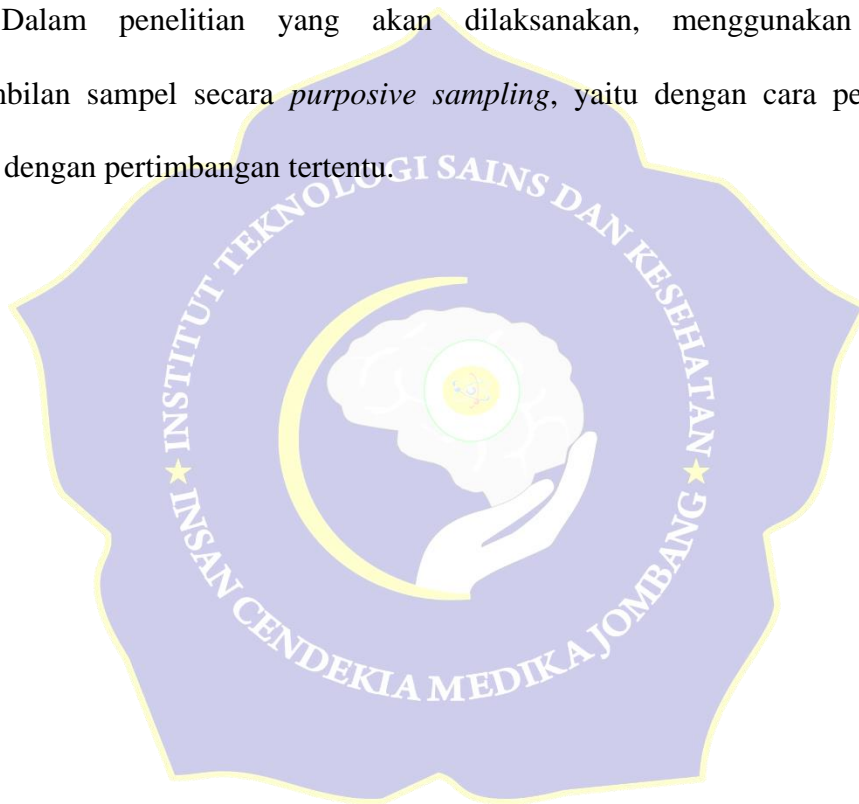 Dalam penelitian yang akan dilaksanakan, menggunakan
mbilan sampel secara purposive sampling, yaitu dengan cara pe
dengan pertimbangan tertentu.
INSTITUT TEKNOLOGI SAINS DAN KESEHATAN
INSAN CENDEKIA MEDIKA JOMBANG